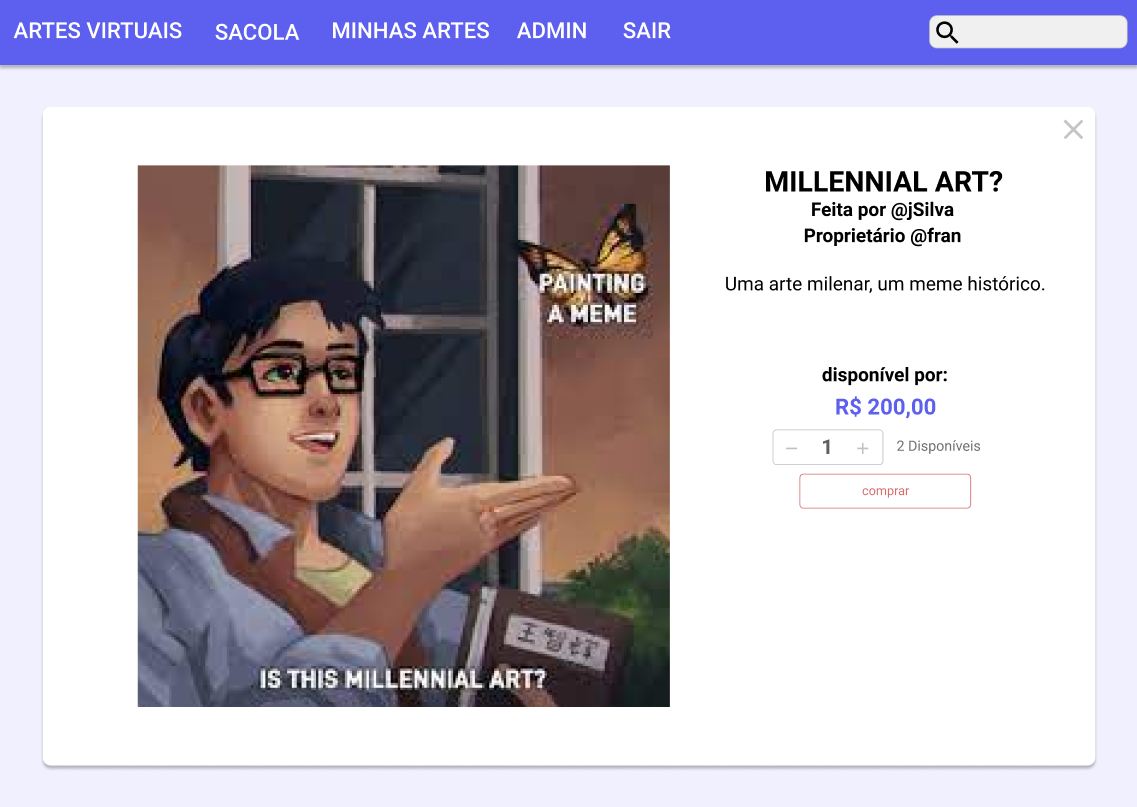 ARTES VIRTUAIS SACOLA MINHAS ARTES ADMIN SAIR
MILLENNIAL ART?
Feita por @jSilva
Proprietário @fran
Uma arte milenar, um meme histórico.
disponível por:
R$ 200,00
− 1 + 2 Disponíveis
comprar
PAINTING
A MEME
IS THIS MILLENNIAL ART?